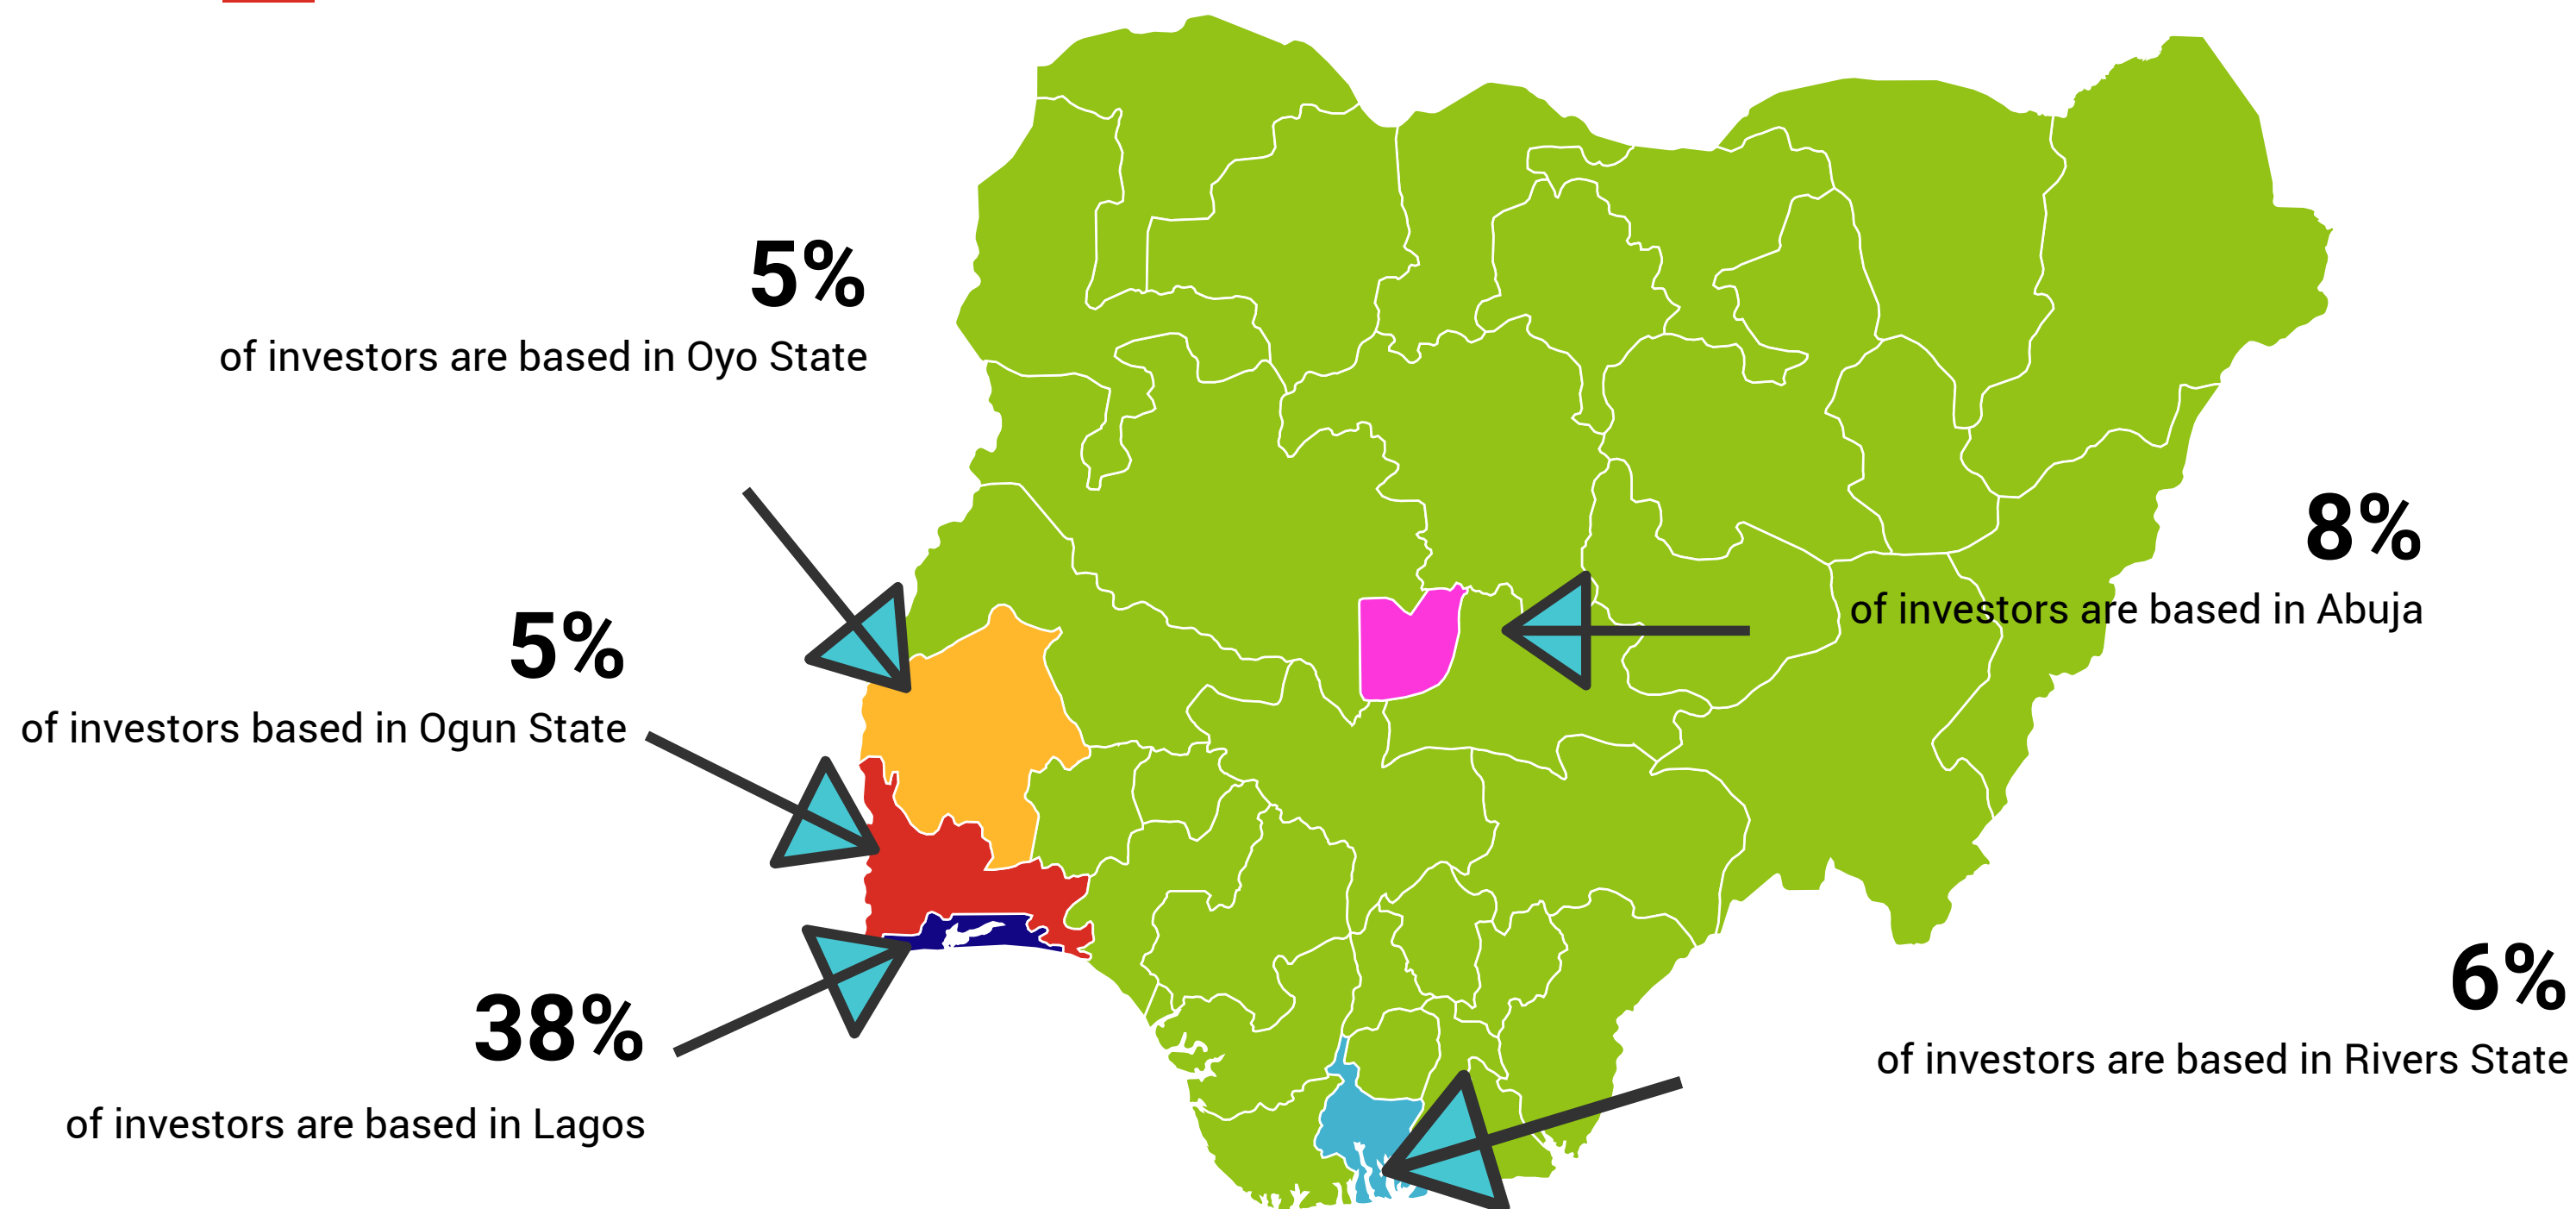 5%
of investors are based in Oyo State
8%
of investors are based in Abuja
5%
of investors based in Ogun State
6%
of investors are based in Rivers State
38%
of investors are based in Lagos